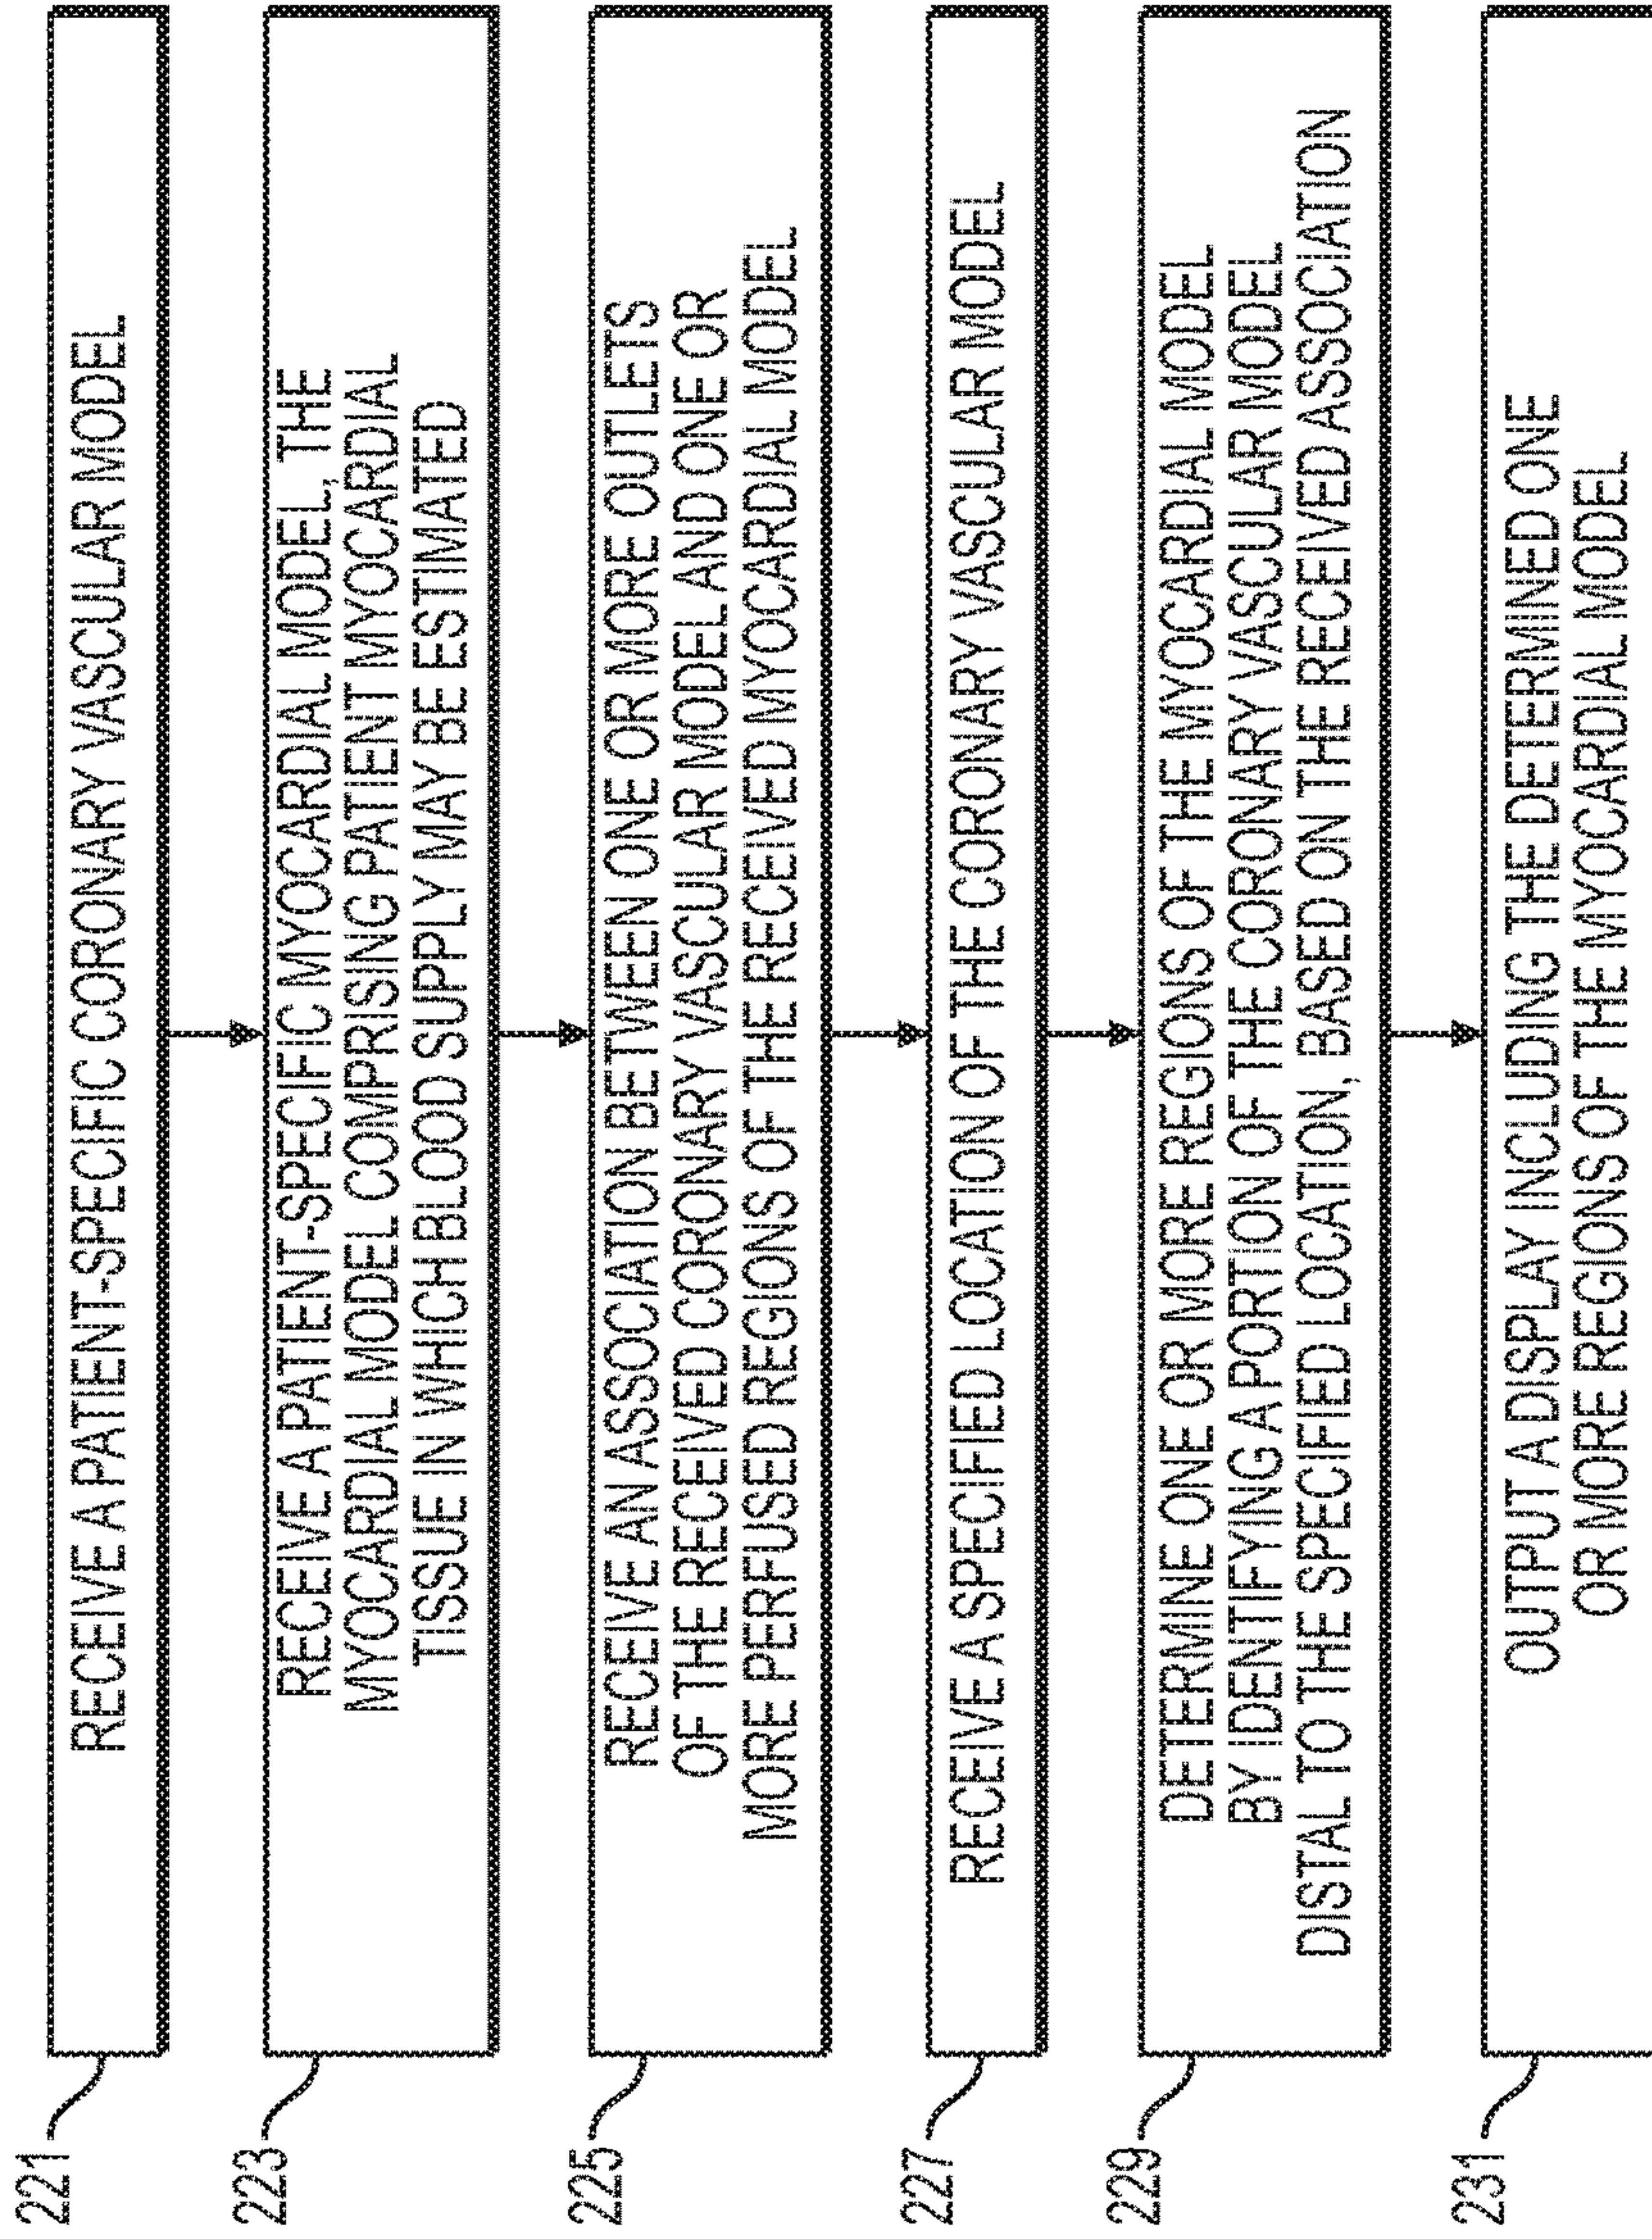 221
RECEIVE A PATIENT-SPECIFIC CORONARY VASCULAR MODEL
223
RECEIVE A PATIENT-SPECIFIC MYOCARDIAL MODEL, THE
MYOCARDIAL MODEL COMPRISING PATIENT MYOCARDIAL
TISSUE IN WHICH BLOOD SUPPLY MAY BE ESTIMATED
225
RECEIVE AN ASSOCIATION BETWEEN ONE OR MORE OUTLETS
OF THE RECEIVED CORONARY VASCULAR MODEL AND ONE OR
MORE PERFUSED REGIONS OF THE RECEIVED MYOCARDIAL MODEL
227
RECEIVE A SPECIFIED LOCATION OF THE CORONARY VASCULAR MODEL
229
DETERMINE ONE OR MORE REGIONS OF THE MYOCARDIAL MODEL
BY IDENTIFYING A PORTION OF THE CORONARY VASCULAR MODEL
DISTAL TO THE SPECIFIED LOCATION, BASED ON THE RECEIVED ASSOCIATION
231
OUTPUT A DISPLAY INCLUDING THE DETERMINED ONE
OR MORE REGIONS OF THE MYOCARDIAL MODEL